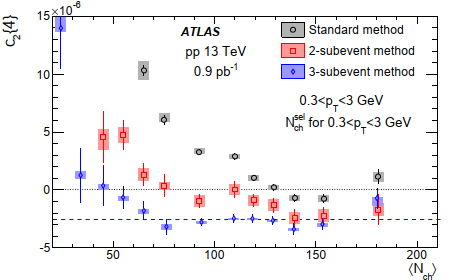 ×10⁻⁶
c₂{4}
15
10
5
0
−5
ATLAS
pp 13 TeV
0.9 pb⁻¹
Standard method
2-subevent method
3-subevent method
0.3<p_T<3 GeV
N_ch^sel for 0.3<p_T<3 GeV
50 100 150 200
⟨N_ch⟩